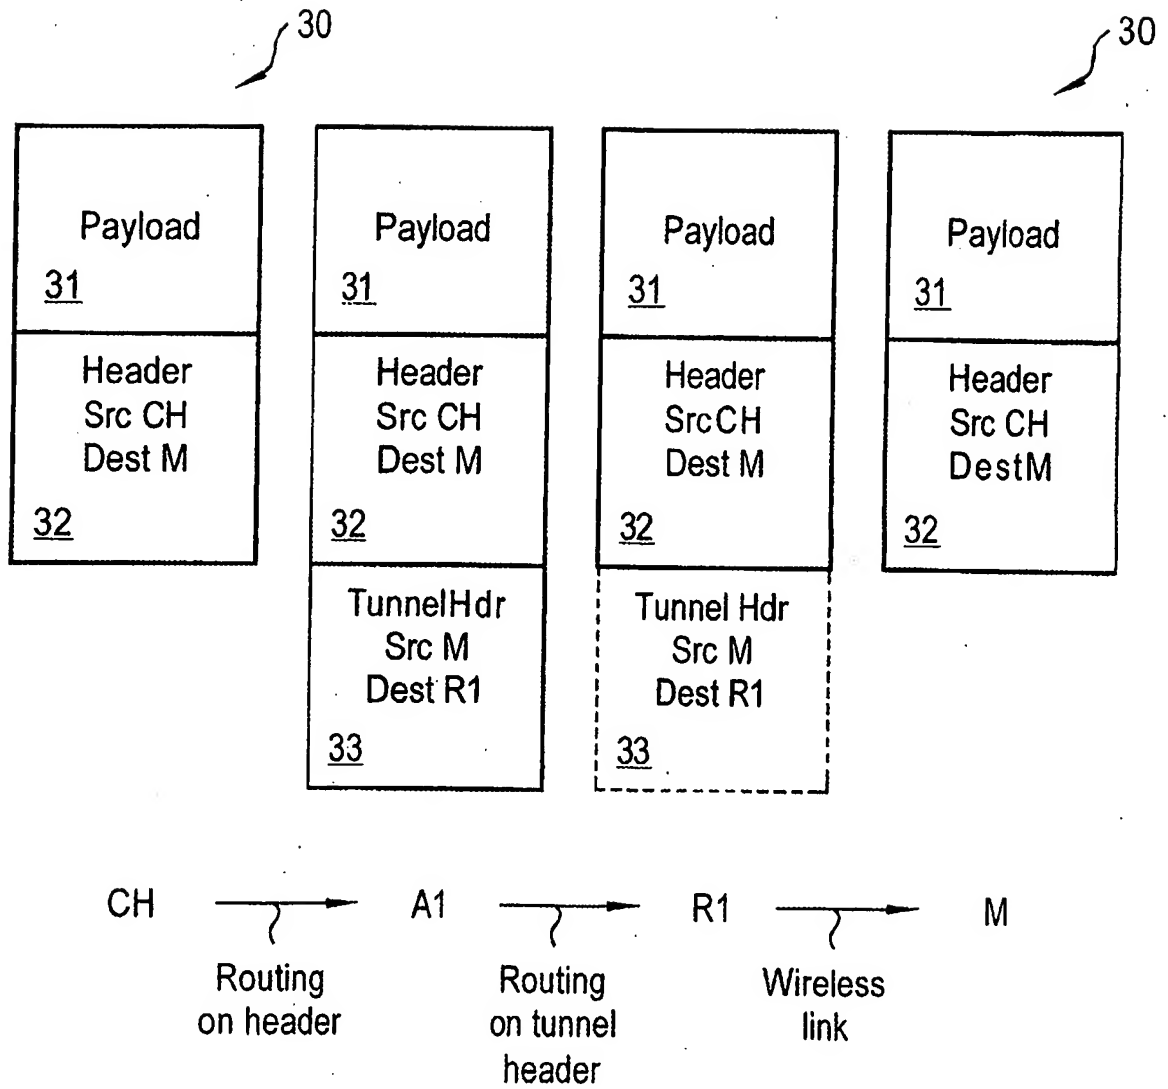 30
30
Payload
31
Header
Src CH
Dest M
32
Payload
31
Header
Src CH
Dest M
32
TunnelHdr
Src M
Dest R1
33
Payload
31
Header
SrcCH
Dest M
32
Tunnel Hdr
Src M
Dest R1
33
Payload
31
Header
Src CH
DestM
32
CH
A1
R1
M
Routing
on header
Routing
on tunnel
header
Wireless
link